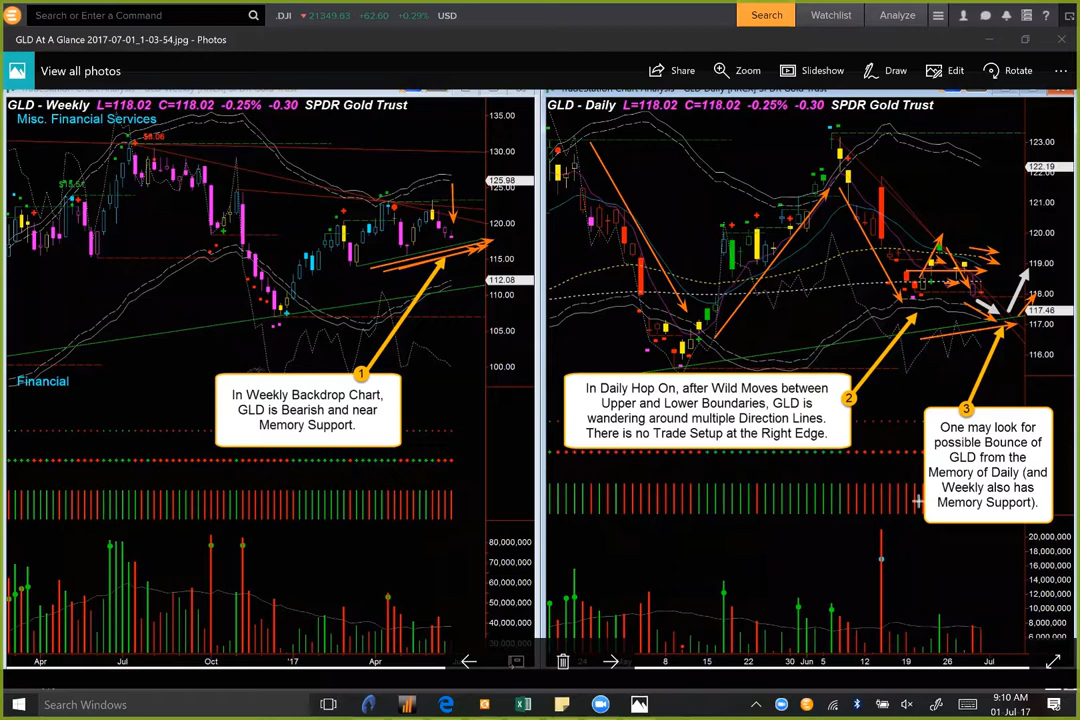 Search or Enter a Command
.DJI 21349.63 +62.60 +0.29% USD
Search Watchlist Analyze
GLD At A Glance 2017-07-01_1-03-54.jpg - Photos
View all photos
Share Zoom Slideshow Draw Edit Rotate
GLD - Weekly L=118.02 C=118.02 -0.25% -0.30 SPDR Gold Trust
Misc. Financial Services
135.00
130.00
125.98
120.00
115.00
112.08
110.00
105.00
100.00
Financial
1
In Weekly Backdrop Chart,
GLD is Bearish and near
Memory Support.
80,000,000
70,000,000
60,000,000
50,000,000
40,000,000
30,000,000
Apr Jul Oct '17 Apr
GLD - Daily L=118.02 C=118.02 -0.25% -0.30 SPDR Gold Trust
123.00
122.19
121.00
120.00
119.00
118.00
117.46
117.00
116.00
2
In Daily Hop On, after Wild Moves between
Upper and Lower Boundaries, GLD is
wandering around multiple Direction Lines.
There is no Trade Setup at the Right Edge.
3
One may look for
possible Bounce of
GLD from the
Memory of Daily (and
Weekly also has
Memory Support).
20,000,000
18,000,000
16,000,000
14,000,000
12,000,000
10,000,000
8,000,000
6,000,000
8 15 22 30 Jun 5 12 19 26 Jul
Search Windows
9:10 AM
01-Jul-17